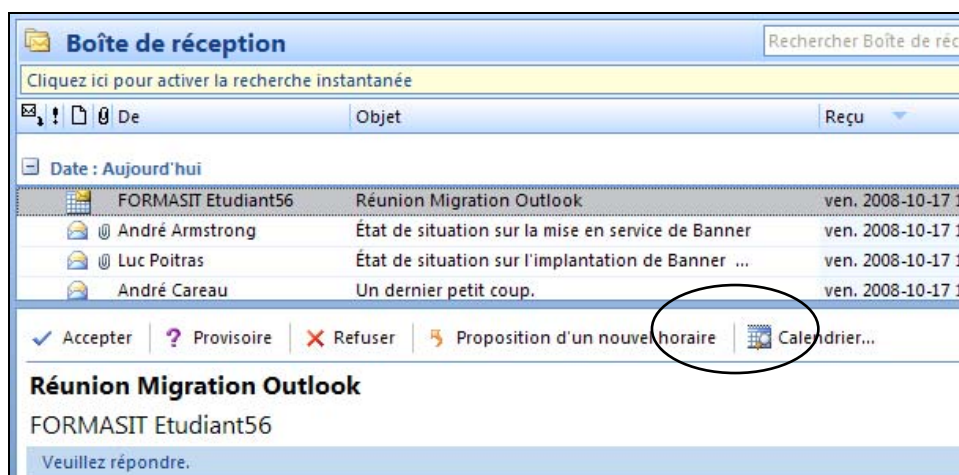 Boîte de réception
Rechercher Boîte de réc
Cliquez ici pour activer la recherche instantanée
De Objet Reçu
Date : Aujourd'hui
FORMASIT Etudiant56 Réunion Migration Outlook ven. 2008-10-17 1
André Armstrong État de situation sur la mise en service de Banner ven. 2008-10-17 1
Luc Poitras État de situation sur l'implantation de Banner ... ven. 2008-10-17 1
André Careau Un dernier petit coup. ven. 2008-10-17 1
Accepter ? Provisoire Refuser Proposition d'un nouvel horaire Calendrier...
Réunion Migration Outlook
FORMASIT Etudiant56
Veuillez répondre.